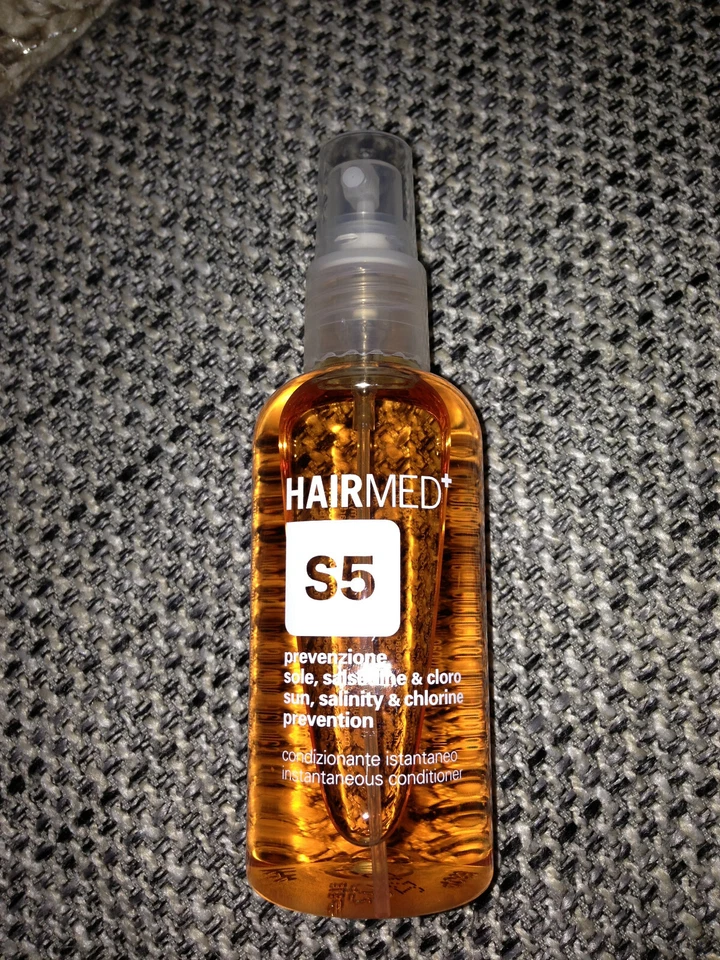 HAIRMED+
S5
prevenzione
sole, salsedine & cloro
sun, salinity & chlorine
prevention
condizionante istantaneo
instantaneous conditioner